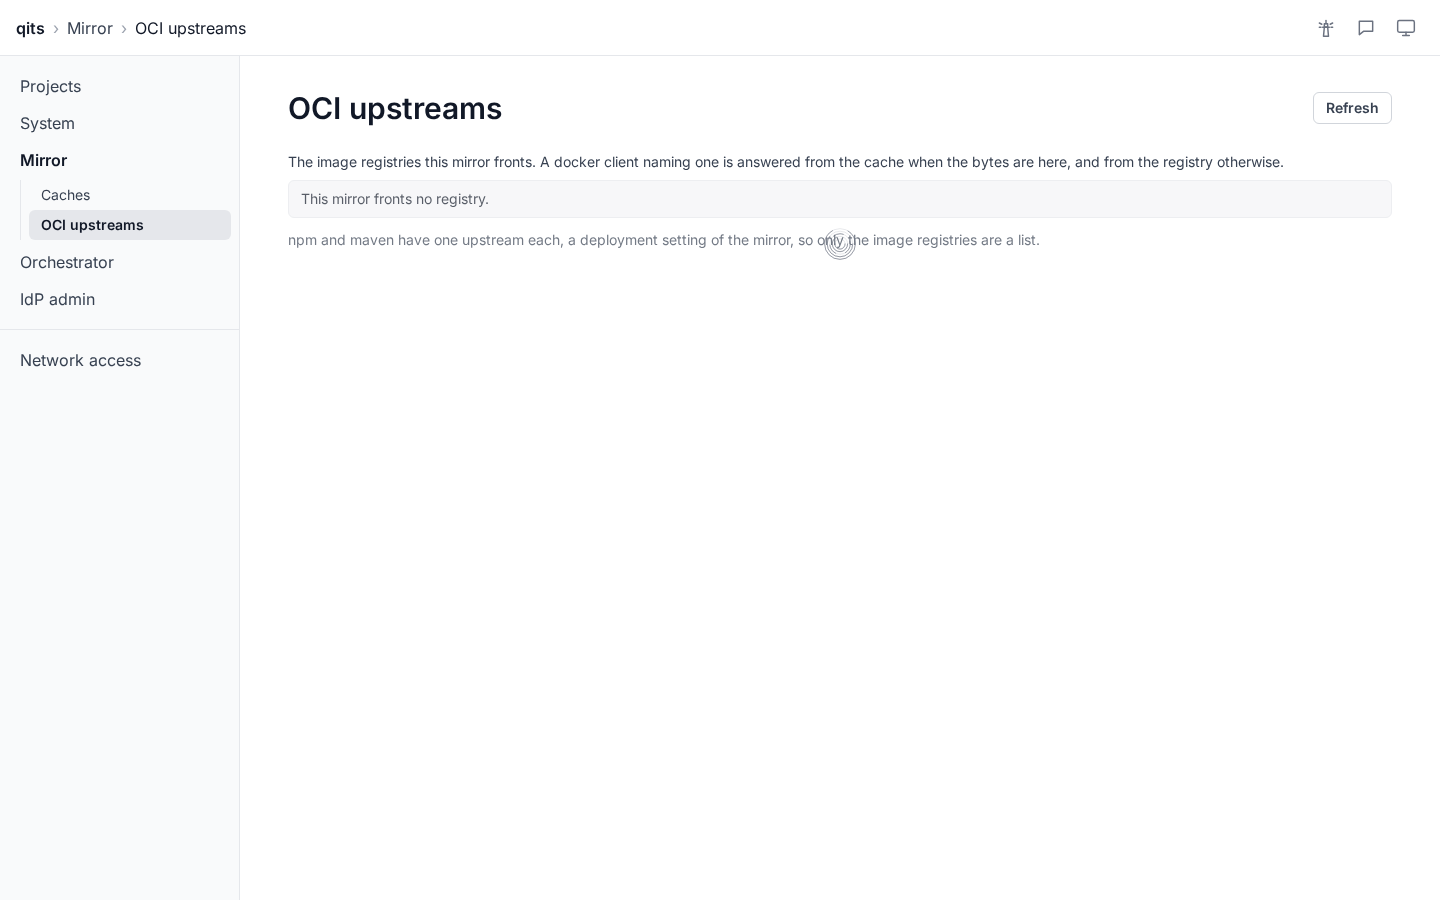 qits › Mirror › OCI upstreams
Projects
System
Mirror
Caches
OCI upstreams
Orchestrator
IdP admin
Network access
OCI upstreams
Refresh
The image registries this mirror fronts. A docker client naming one is answered from the cache when the bytes are here, and from the registry otherwise.
This mirror fronts no registry.
npm and maven have one upstream each, a deployment setting of the mirror, so only the image registries are a list.